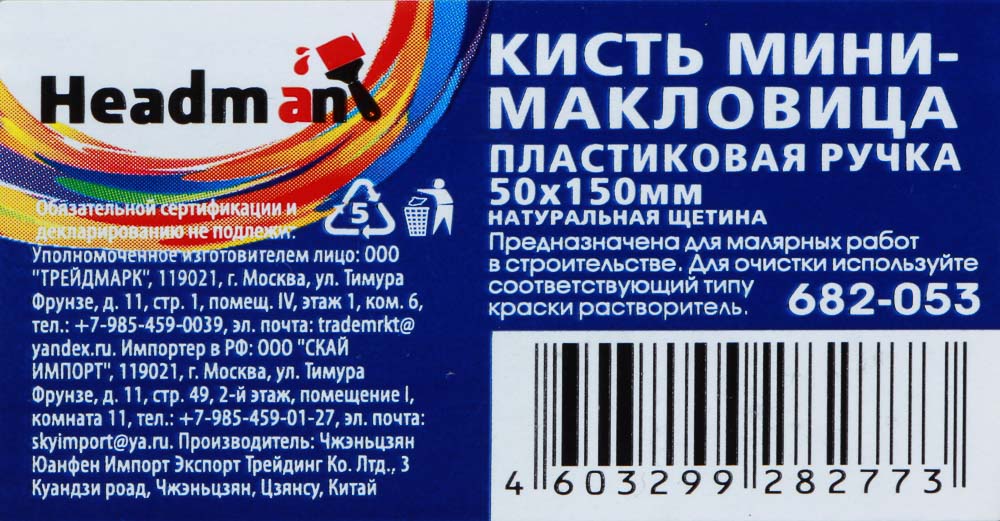 Headman
Обязательной сертификации и
декларированию не подлежит.
Уполномоченное изготовителем лицо: ООО
"ТРЕЙДМАРК", 119021, г. Москва, ул. Тимура
Фрунзе, д. 11, стр. 1, помещ. IV, этаж 1, ком. 6,
тел.: +7-985-459-0039, эл. почта: trademrkt@
yandex.ru. Импортер в РФ: ООО "СКАЙ
ИМПОРТ", 119021, г. Москва, ул. Тимура
Фрунзе, д. 11, стр. 49, 2-й этаж, помещение I,
комната 11, тел.: +7-985-459-01-27, эл. почта:
skyimport@ya.ru. Производитель: Чжэньцзян
Юанфен Импорт Экспорт Трейдинг Ко. Лтд., 3
Куандзи роад, Чжэньцзян, Цзянсу, Китай
5
КИСТЬ МИНИ-
МАКЛОВИЦА
ПЛАСТИКОВАЯ РУЧКА
50х150мм
НАТУРАЛЬНАЯ ЩЕТИНА
Предназначена для малярных работ
в строительстве. Для очистки используйте
соответствующий типу
краски растворитель.
682-053
4 603299 282773